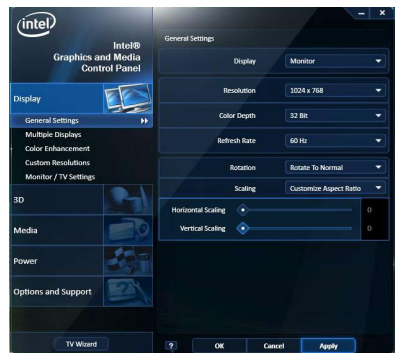 intel
Intel®
Graphics and Media
Control Panel
Display
General Settings
Multiple Displays
Color Enhancement
Custom Resolutions
Monitor / TV Settings
3D
Media
Power
Options and Support
TV Wizard
General Settings
Display Monitor
Resolution 1024 x 768
Color Depth 32 Bit
Refresh Rate 60 Hz
Rotation Rotate To Normal
Scaling Customize Aspect Ratio
Horizontal Scaling 0
Vertical Scaling 0
? OK Cancel Apply